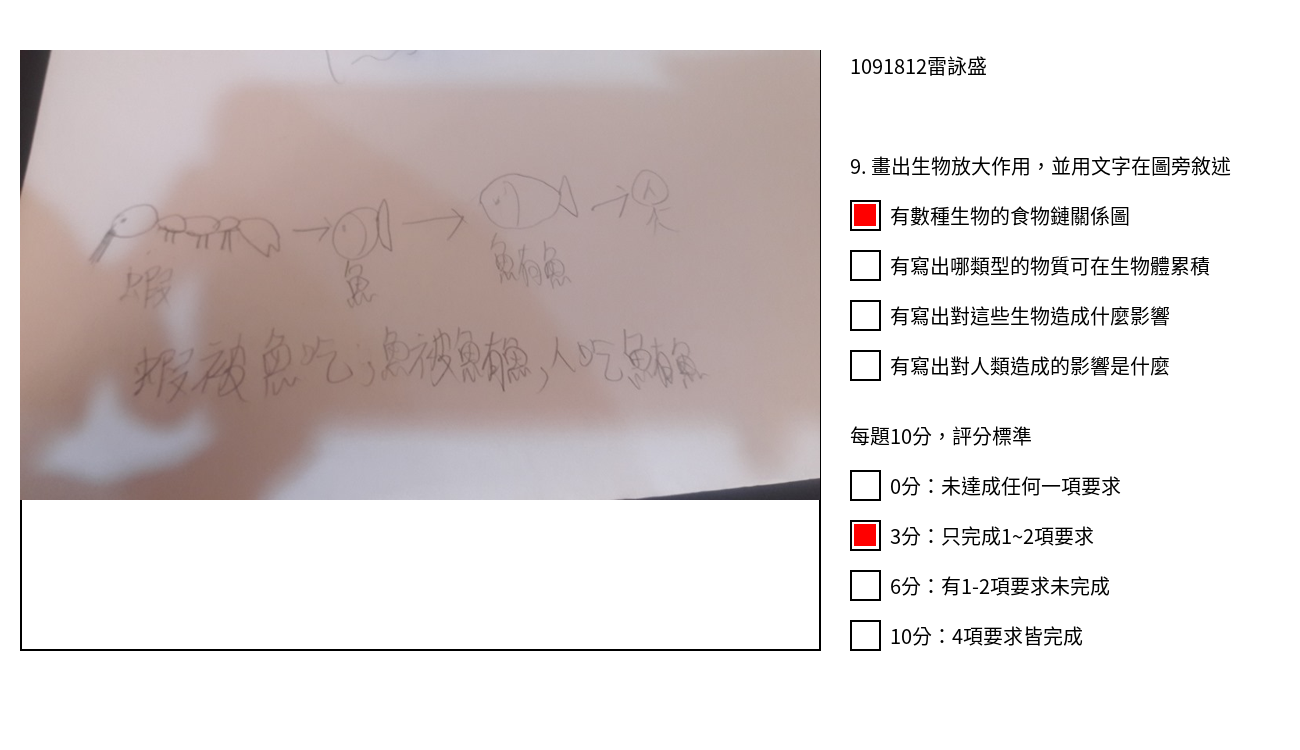 1091812雷詠盛
9. 畫出生物放大作用，並用文字在圖旁敘述
有數種生物的食物鏈關係圖
有寫出哪類型的物質可在生物體累積
有寫出對這些生物造成什麼影響
有寫出對人類造成的影響是什麼
每題10分，評分標準
0分：未達成任何一項要求
3分：只完成1~2項要求
6分：有1-2項要求未完成
10分：4項要求皆完成
人
蝦 魚 鮪魚
蝦被魚吃；魚被鮪魚，人吃鮪魚